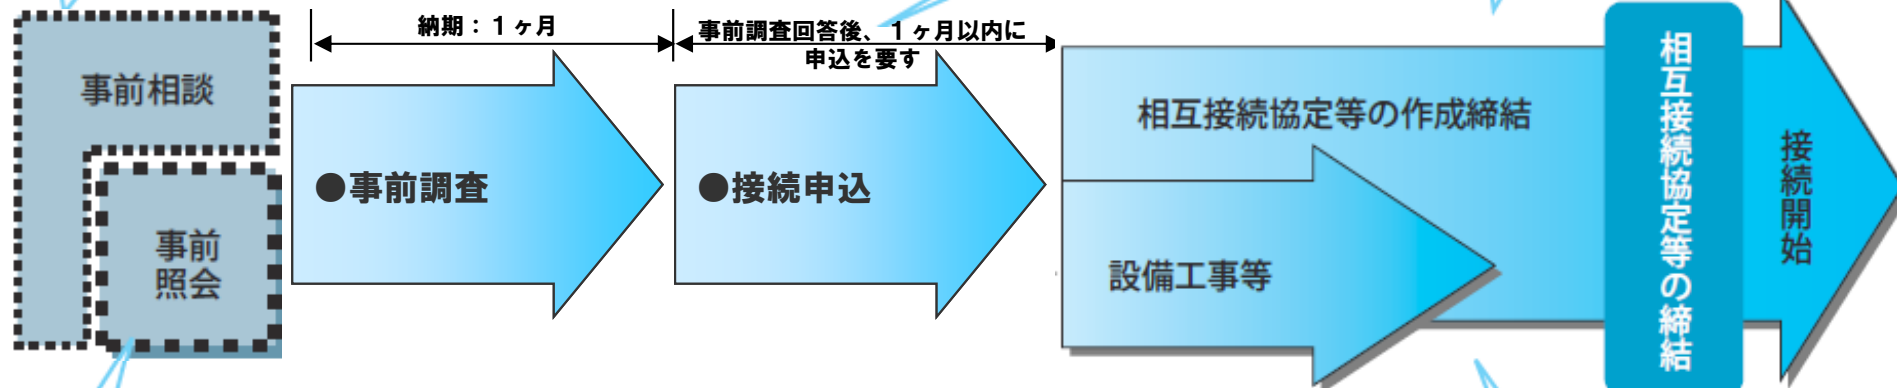 事前相談
事前
照会
納期：１ヶ月
●事前調査
事前調査回答後、１ヶ月以内に
申込を要す
●接続申込
相互接続協定等の作成締結
設備工事等
相互接続協定等の締結
接続開始